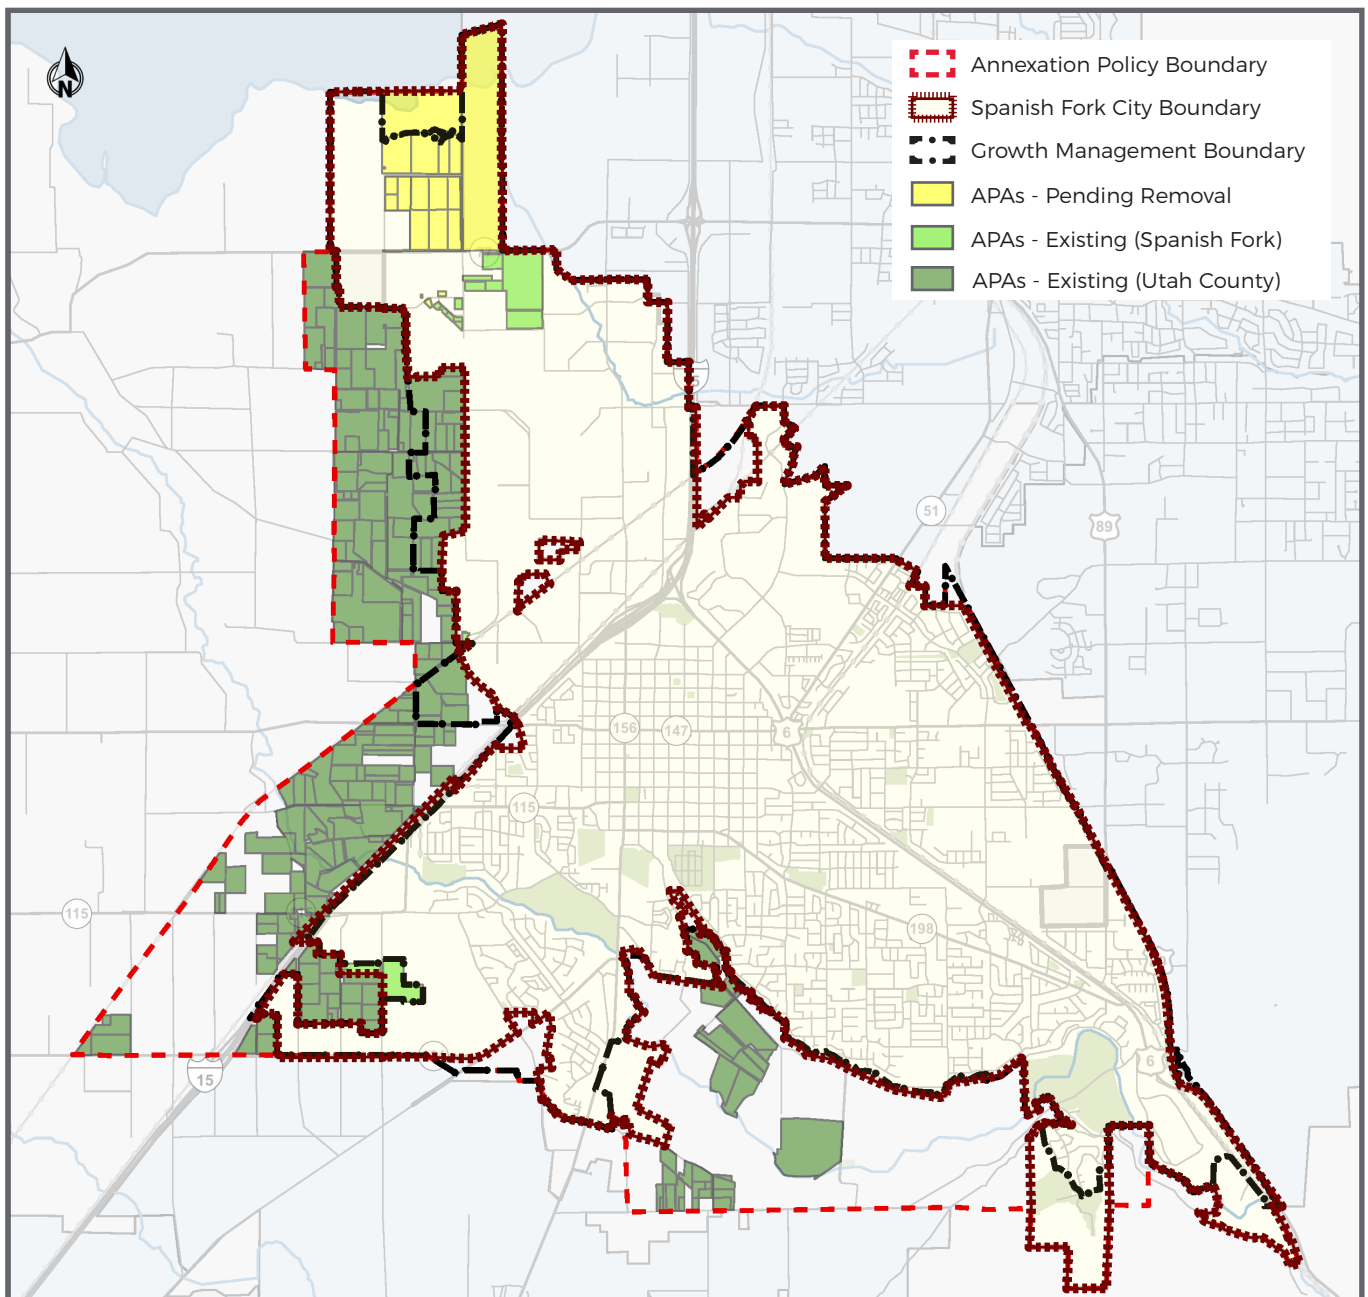 N
Annexation Policy Boundary
Spanish Fork City Boundary
Growth Management Boundary
APAs - Pending Removal
APAs - Existing (Spanish Fork)
APAs - Existing (Utah County)
51
89
156
147
6
115
115
198
6
15